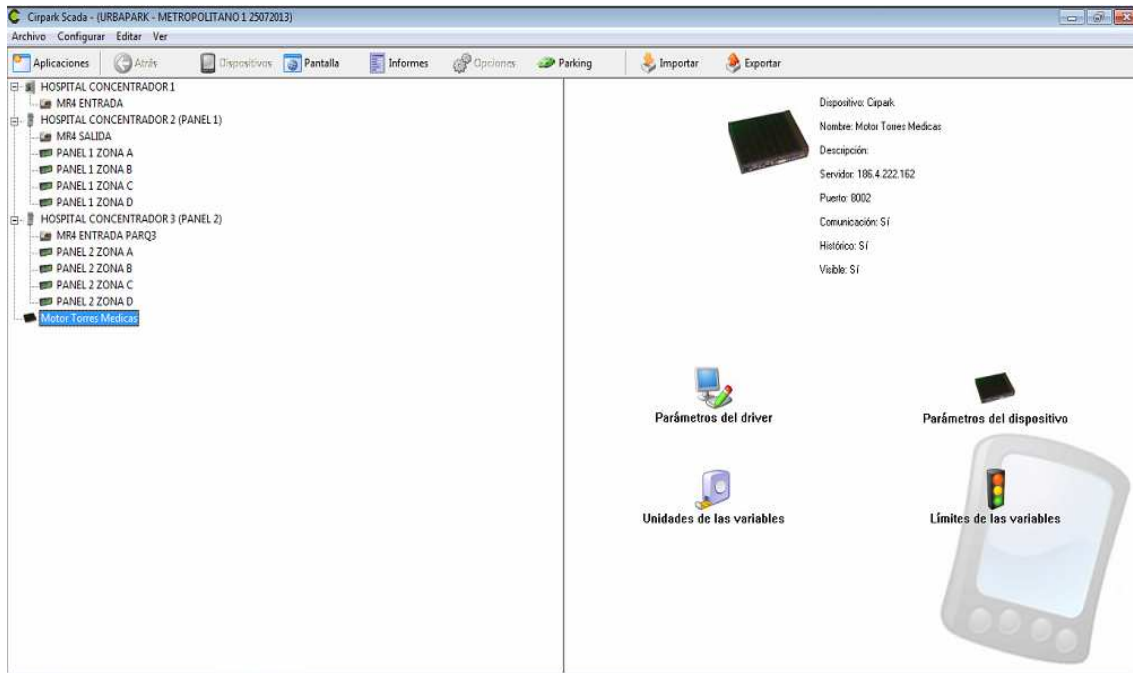 Cirpark Scada - (URBAPARK - METROPOLITANO 1 25072013)
Archivo Configurar Editar Ver
Aplicaciones Atrás Dispositivos Pantalla Informes Opciones Parking Importar Exportar
HOSPITAL CONCENTRADOR 1
MR4 ENTRADA
HOSPITAL CONCENTRADOR 2 (PANEL 1)
MR4 SALIDA
PANEL 1 ZONA A
PANEL 1 ZONA B
PANEL 1 ZONA C
PANEL 1 ZONA D
HOSPITAL CONCENTRADOR 3 (PANEL 2)
MR4 ENTRADA PARQ3
PANEL 2 ZONA A
PANEL 2 ZONA B
PANEL 2 ZONA C
PANEL 2 ZONA D
Motor Torres Medicas
Dispositivo: Cirpark
Nombre: Motor Torres Medicas
Descripción:
Servidor: 186.4.222.162
Puerto: 8002
Comunicación: Sí
Histórico: Sí
Visible: Sí
Parámetros del driver
Parámetros del dispositivo
Unidades de las variables
Límites de las variables